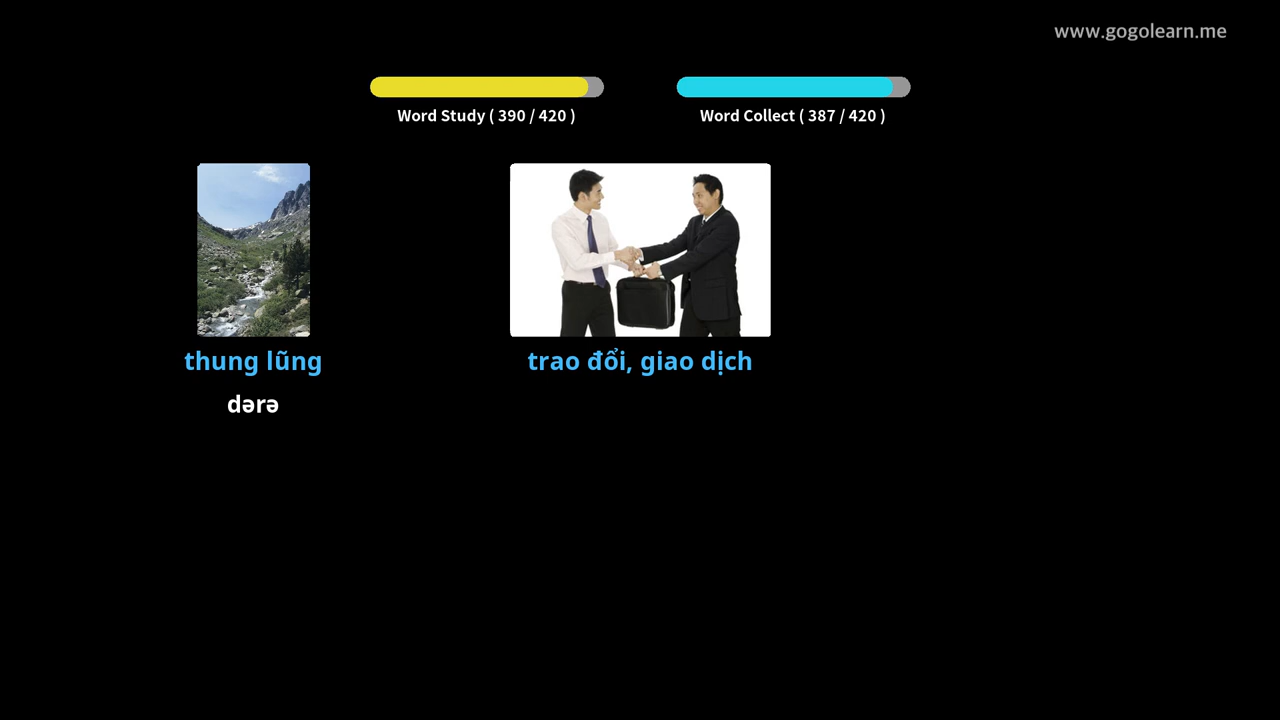 www.gogolearn.me
Word Study ( 390 / 420 )
Word Collect ( 387 / 420 )
thung lũng
trao đổi, giao dịch
dərə